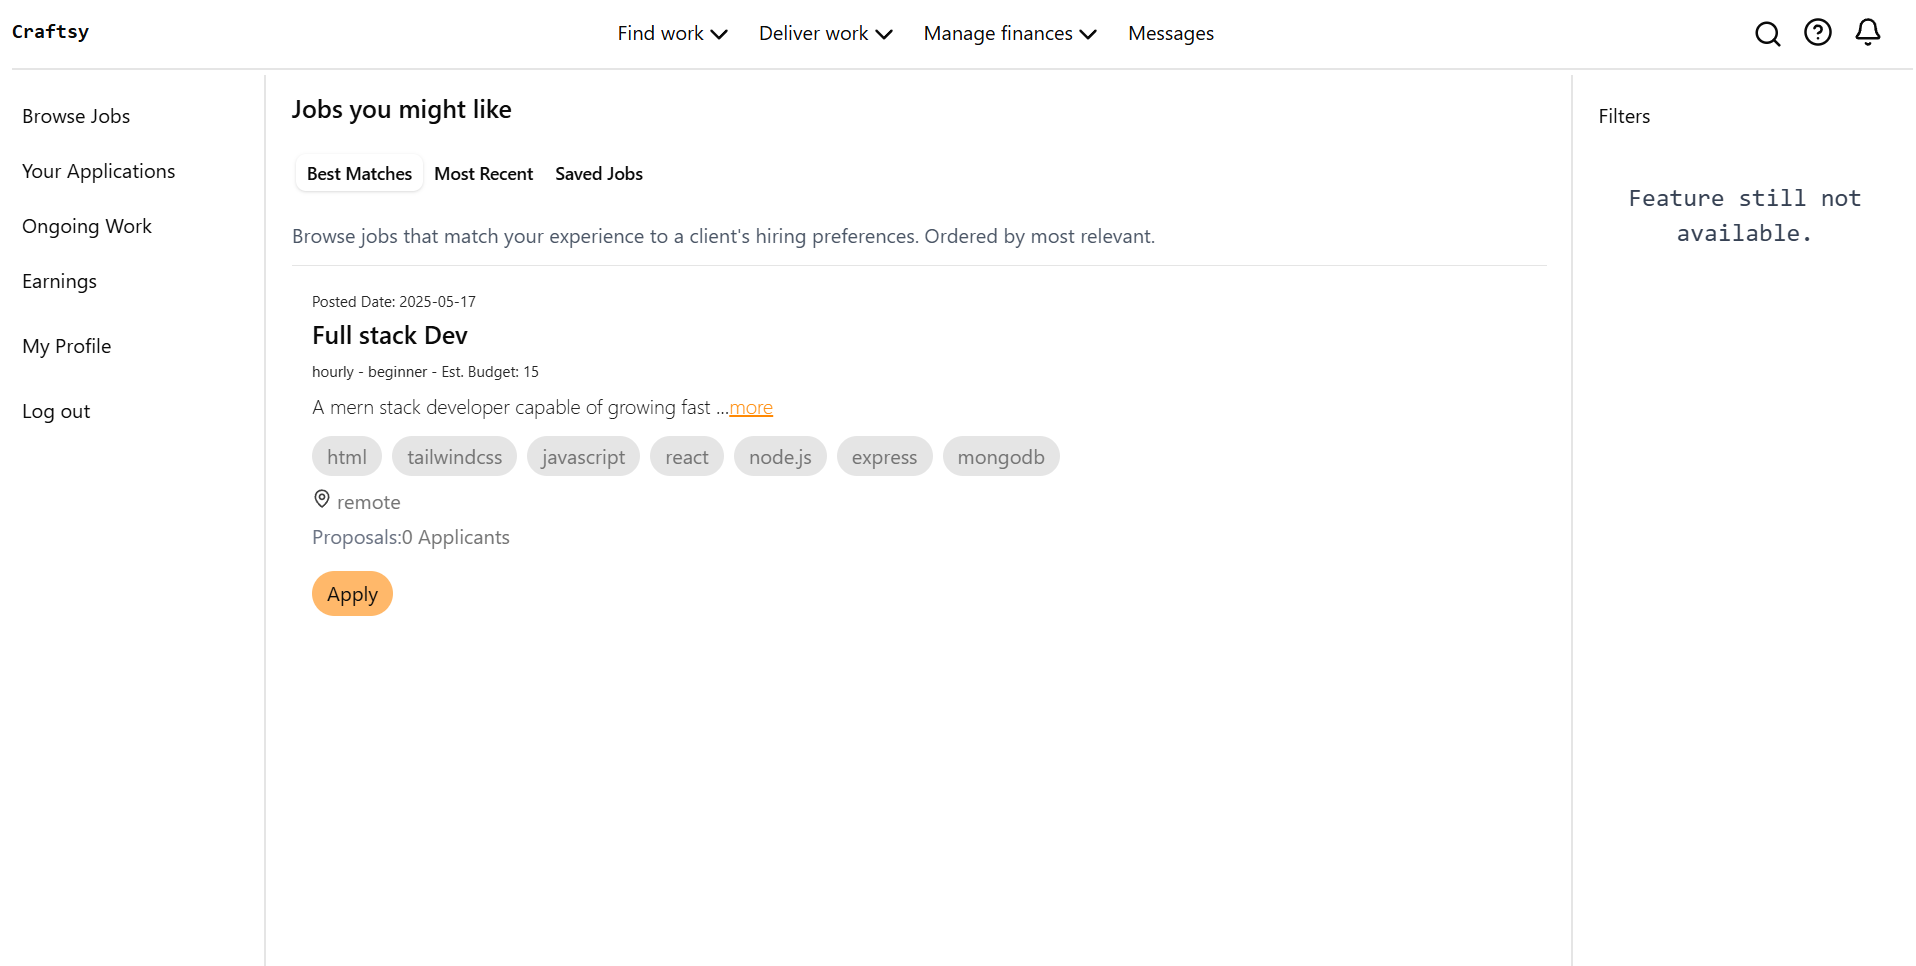 Craftsy
Find work
Deliver work
Manage finances
Messages
Browse Jobs
Your Applications
Ongoing Work
Earnings
My Profile
Log out
Jobs you might like
Best Matches
Most Recent
Saved Jobs
Browse jobs that match your experience to a client's hiring preferences. Ordered by most relevant.
Posted Date: 2025-05-17
Full stack Dev
hourly - beginner - Est. Budget: 15
A mern stack developer capable of growing fast ...more
html
tailwindcss
javascript
react
node.js
express
mongodb
remote
Proposals:0 Applicants
Apply
Filters
Feature still not
available.